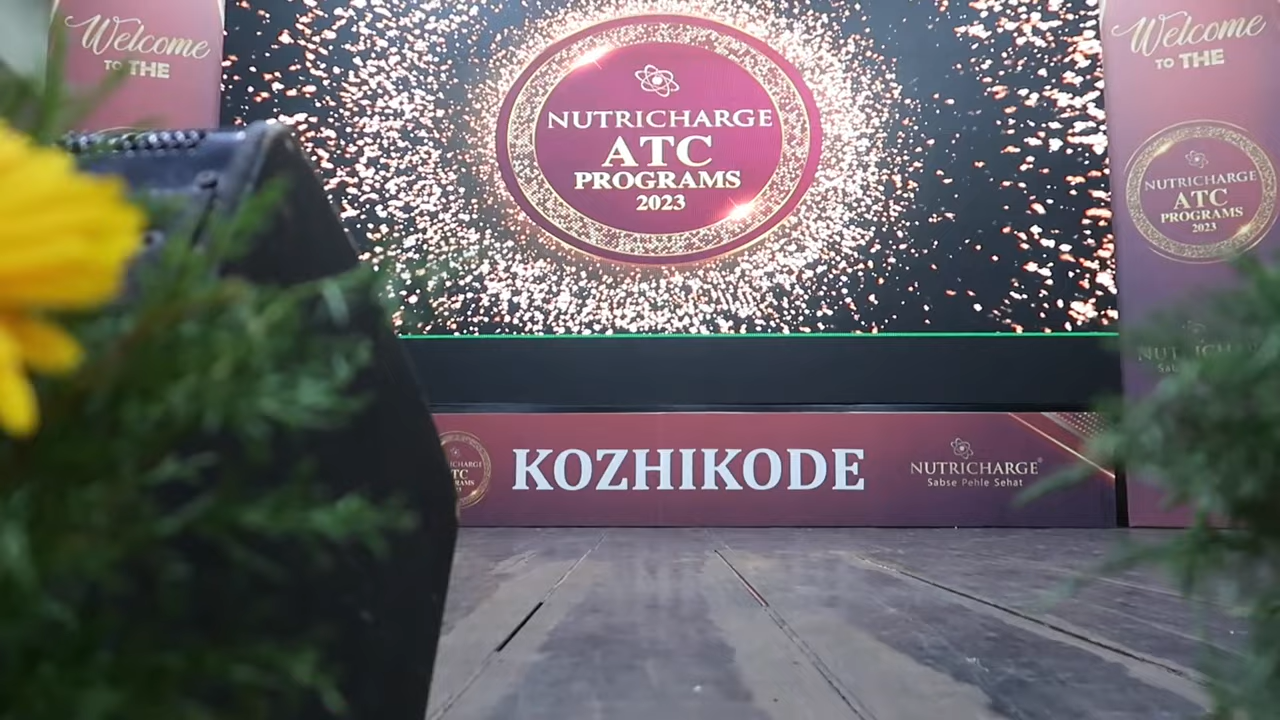 Welcome
TO THE
NUTRICHARGE
ATC
PROGRAMS
2023
Welcome
TO THE
NUTRICHARGE
ATC
PROGRAMS
2023
KOZHIKODE
NUTRICHARGE®
Sabse Pehle Sehat